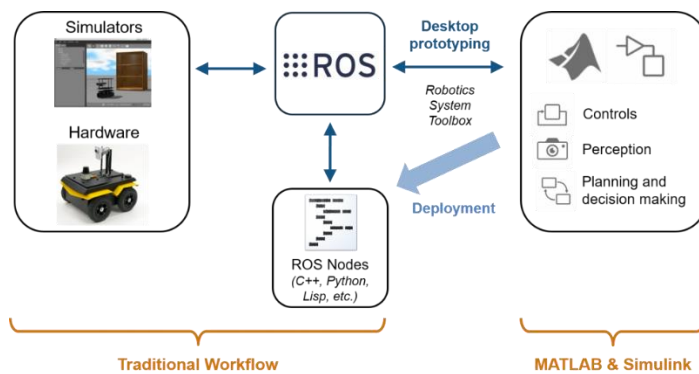 Simulators
Hardware
ROS
Desktop
prototyping
Robotics
System
Toolbox
Deployment
ROS Nodes
(C++, Python,
Lisp, etc.)
Controls
Perception
Planning and
decision making
Traditional Workflow
MATLAB & Simulink